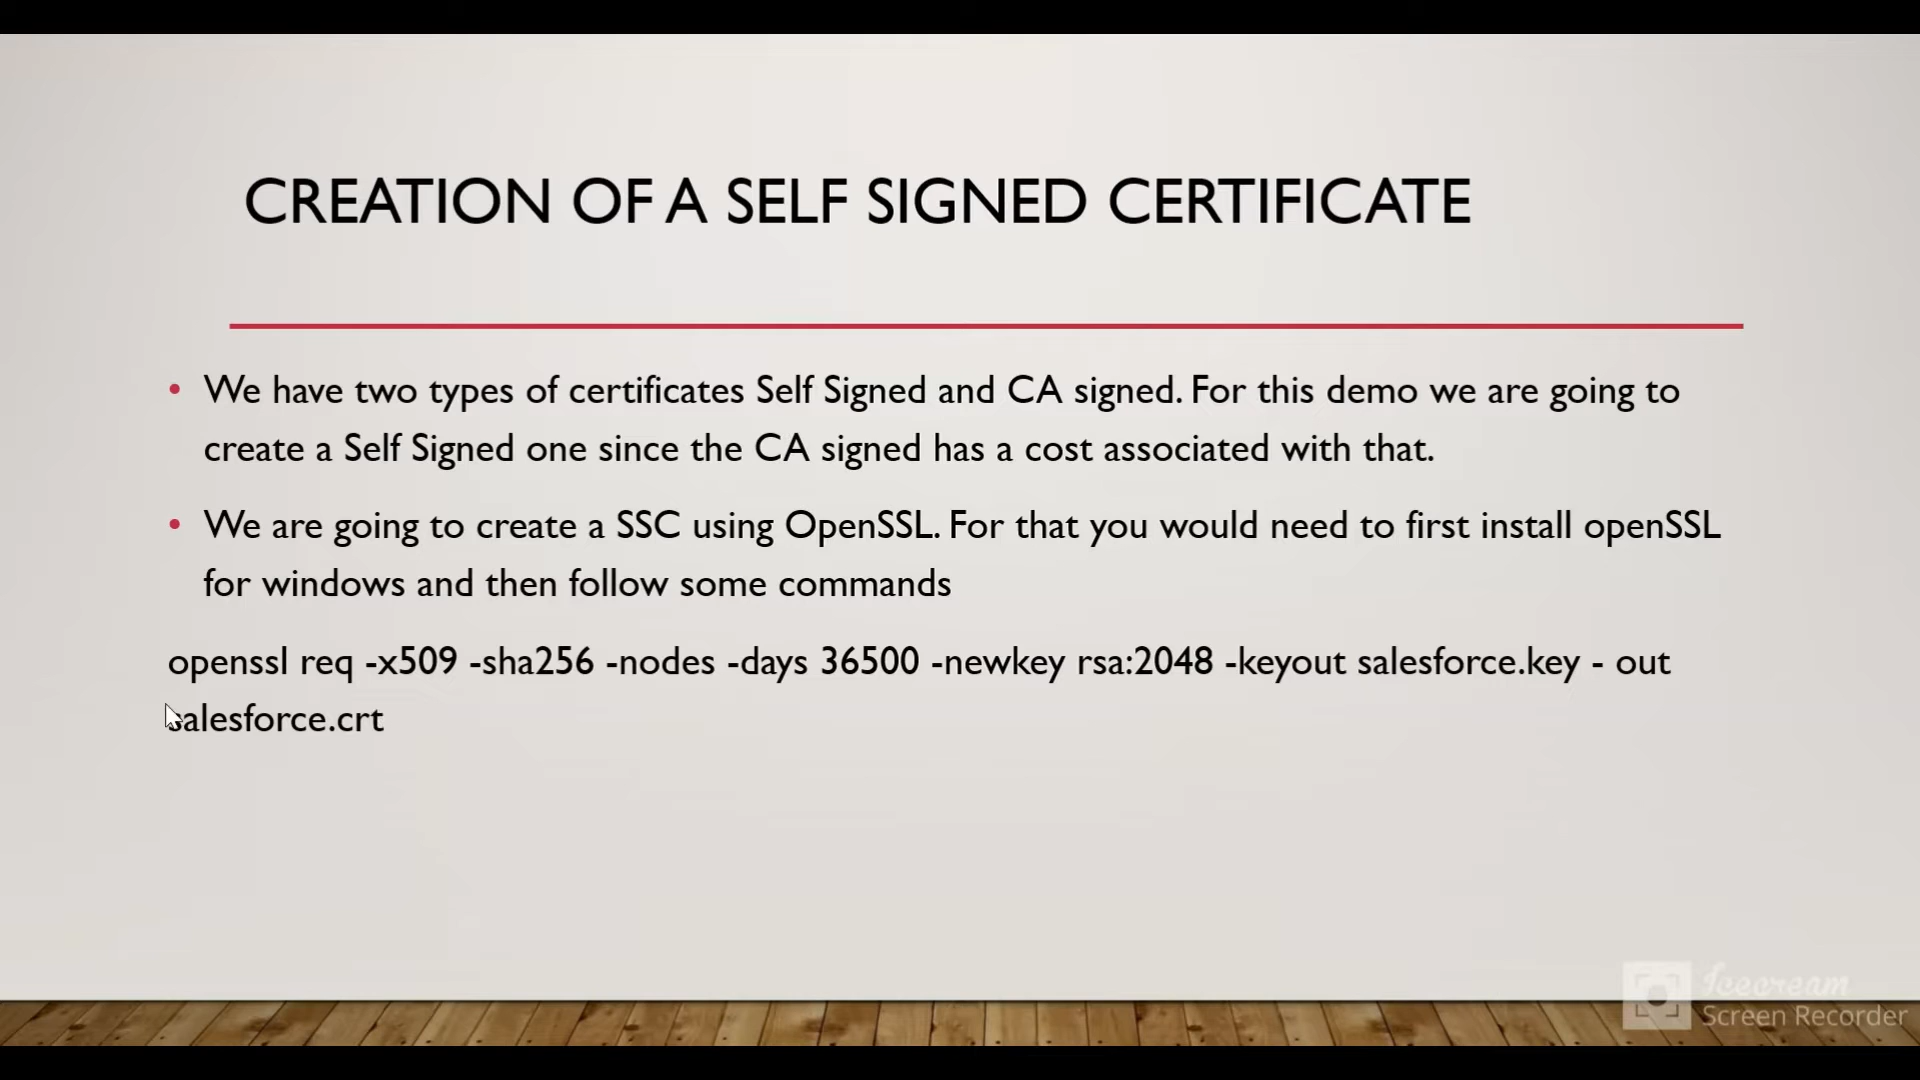 CREATION OF A SELF SIGNED CERTIFICATE
• We have two types of certificates Self Signed and CA signed. For this demo we are going to
create a Self Signed one since the CA signed has a cost associated with that.
• We are going to create a SSC using OpenSSL. For that you would need to first install openSSL
for windows and then follow some commands
openssl req -x509 -sha256 -nodes -days 36500 -newkey rsa:2048 -keyout salesforce.key - out
salesforce.crt
Icecream
Screen Recorder